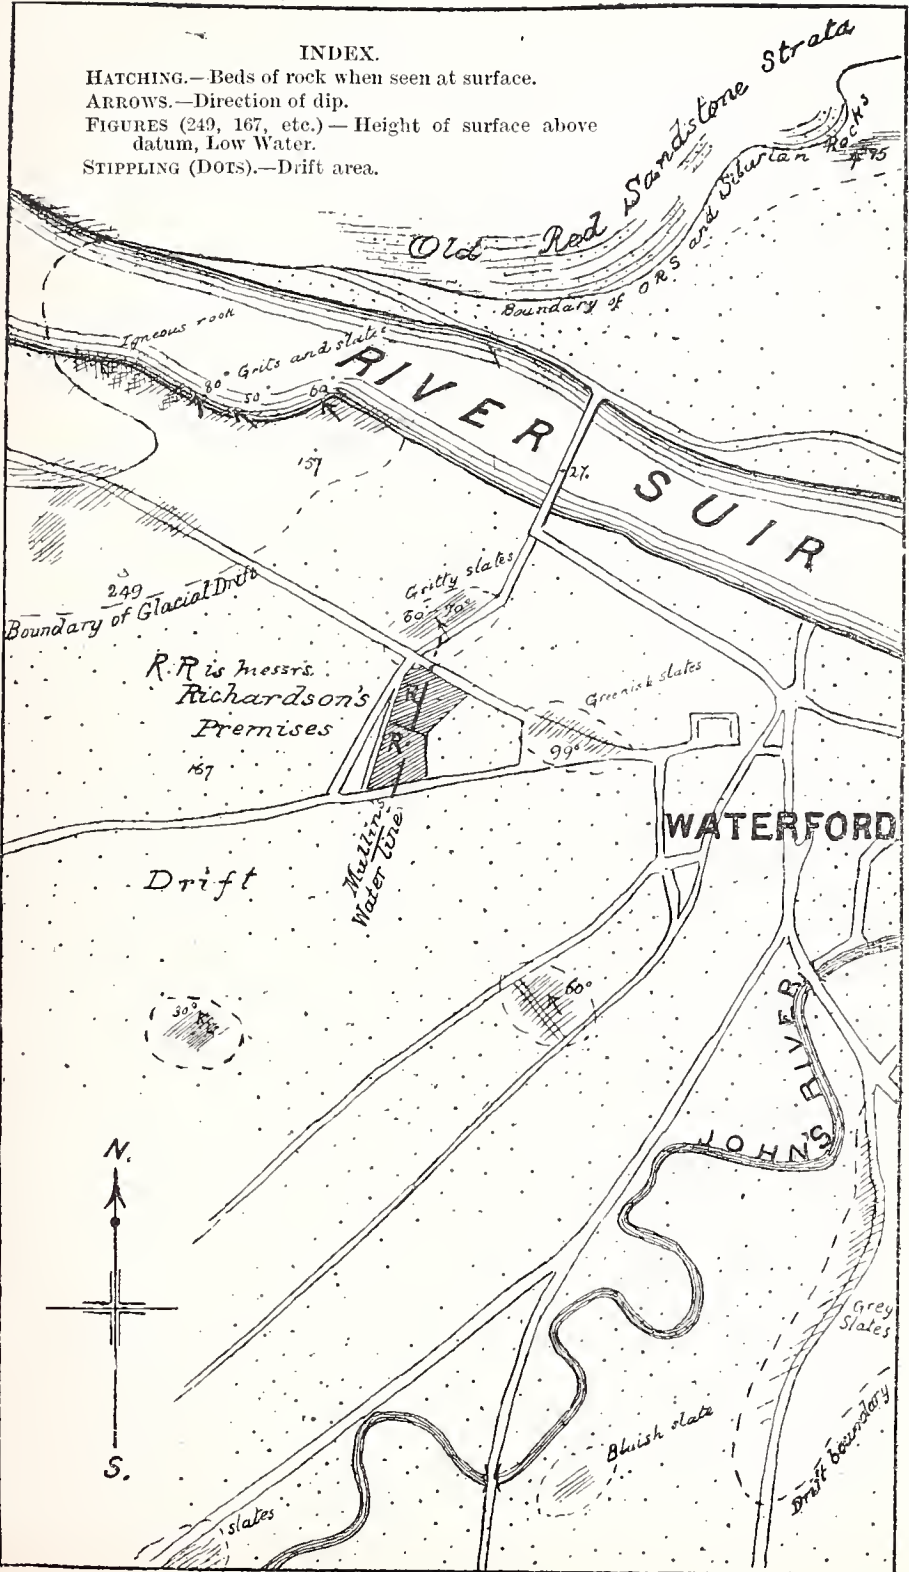 INDEX.
HATCHING.—Beds of rock when seen at surface.
ARROWS.—Direction of dip.
FIGURES (249, 167, etc.)—Height of surface above
datum, Low Water.
STIPPLING (DOTS).—Drift area.
Old Red Sandstone Strata
Boundary of ORS and Silurian Rocks
Igneous rock
80° Grits and slates
50
60
RIVER SUIR
157
27.
Gritty slates
60°-70°
249
Boundary of Glacial Drift
R.R is messrs.
Richardson's
Premises
R
R.
167
Greenish slates
99°
WATERFORD
Mullins
Water line
Drift
30°
60°
JOHN'S RIVER
N.
S.
Grey
Slates
Bluish slate
Drift boundary
slates